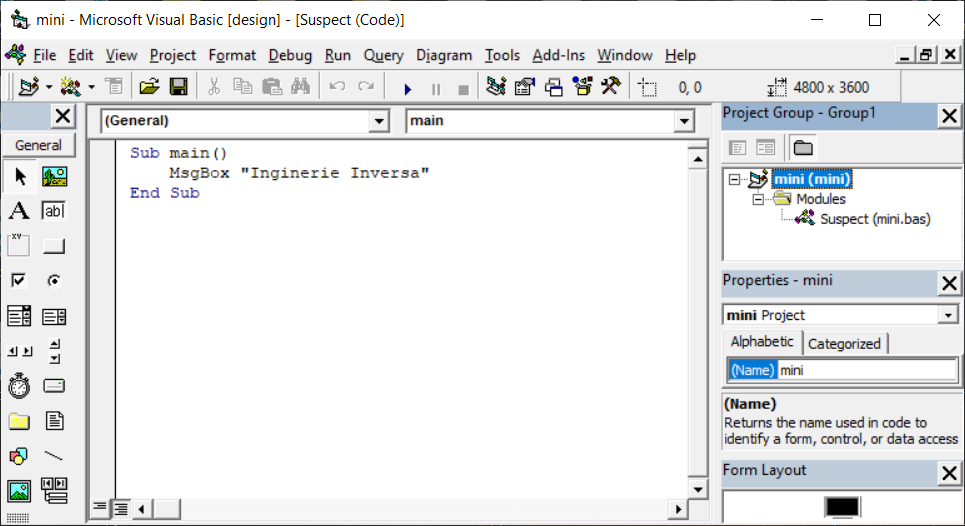 mini - Microsoft Visual Basic [design] - [Suspect (Code)]
File Edit View Project Format Debug Run Query Diagram Tools Add-Ins Window Help
0, 0 4800 x 3600
General
A
ab
xv
(General) main
Sub main()
MsgBox "Inginerie Inversa"
End Sub
Project Group - Group1
mini (mini)
Modules
Suspect (mini.bas)
Properties - mini
mini Project
Alphabetic Categorized
(Name) mini
(Name)
Returns the name used in code to
identify a form, control, or data access
Form Layout